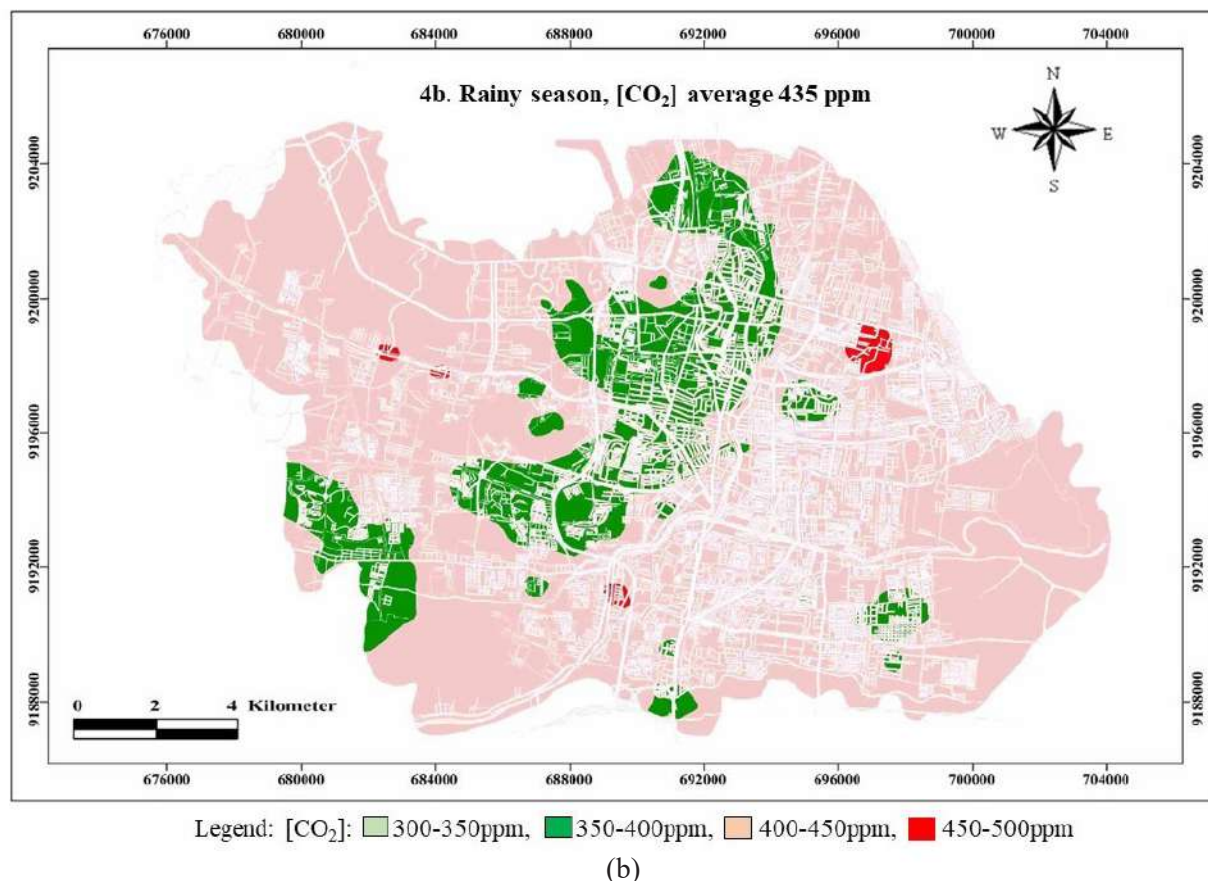 676000 680000 684000 688000 692000 696000 700000 704000
4b. Rainy season, [CO₂] average 435 ppm
N
W E
S
9204000 9204000
9200000 9200000
9196000 9196000
9192000 9192000
9188000 9188000
0 2 4 Kilometer
676000 680000 684000 688000 692000 696000 700000 704000
Legend: [CO₂]: 300-350ppm, 350-400ppm, 400-450ppm, 450-500ppm
(b)